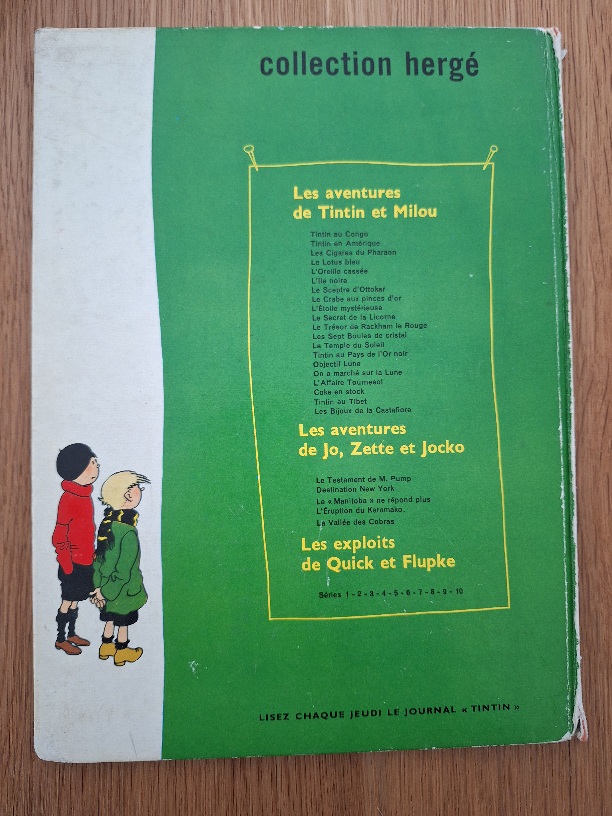 collection hergé
Les aventures
de Tintin et Milou
Tintin au Congo
Tintin en Amérique
Les Cigares du Pharaon
Le Lotus bleu
L'Oreille cassée
L'Ile noire
Le Sceptre d'Ottokar
Le Crabe aux pinces d'or
L'Étoile mystérieuse
Le Secret de la Licorne
Le Trésor de Rackham le Rouge
Les Sept Boules de cristal
Le Temple du Soleil
Tintin au Pays de l'Or noir
Objectif Lune
On a marché sur la Lune
L'Affaire Tournesol
Coke en stock
Tintin au Tibet
Les Bijoux de la Castafiore
Les aventures
de Jo, Zette et Jocko
Le Testament de M. Pump
Destination New York
Le « Manitoba » ne répond plus
L'Éruption du Karamako.
La Vallée des Cobras
Les exploits
de Quick et Flupke
Séries 1 - 2 - 3 - 4 - 5 - 6 - 7 - 8 - 9 - 10
LISEZ CHAQUE JEUDI LE JOURNAL « TINTIN »